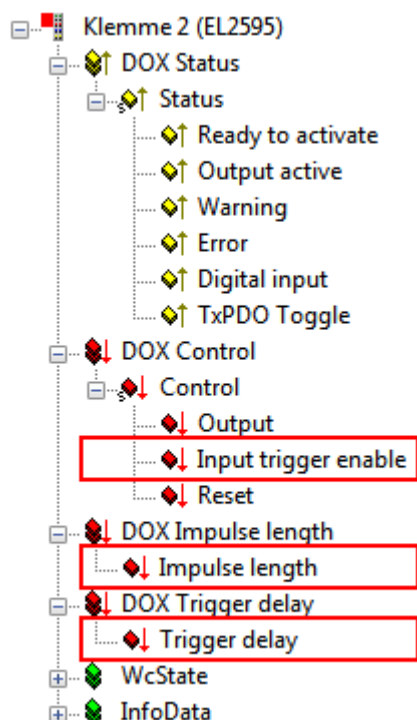 Klemme 2 (EL2595)
DOX Status
Status
Ready to activate
Output active
Warning
Error
Digital input
TxPDO Toggle
DOX Control
Control
Output
Input trigger enable
Reset
DOX Impulse length
Impulse length
DOX Trigger delay
Trigger delay
WcState
InfoData